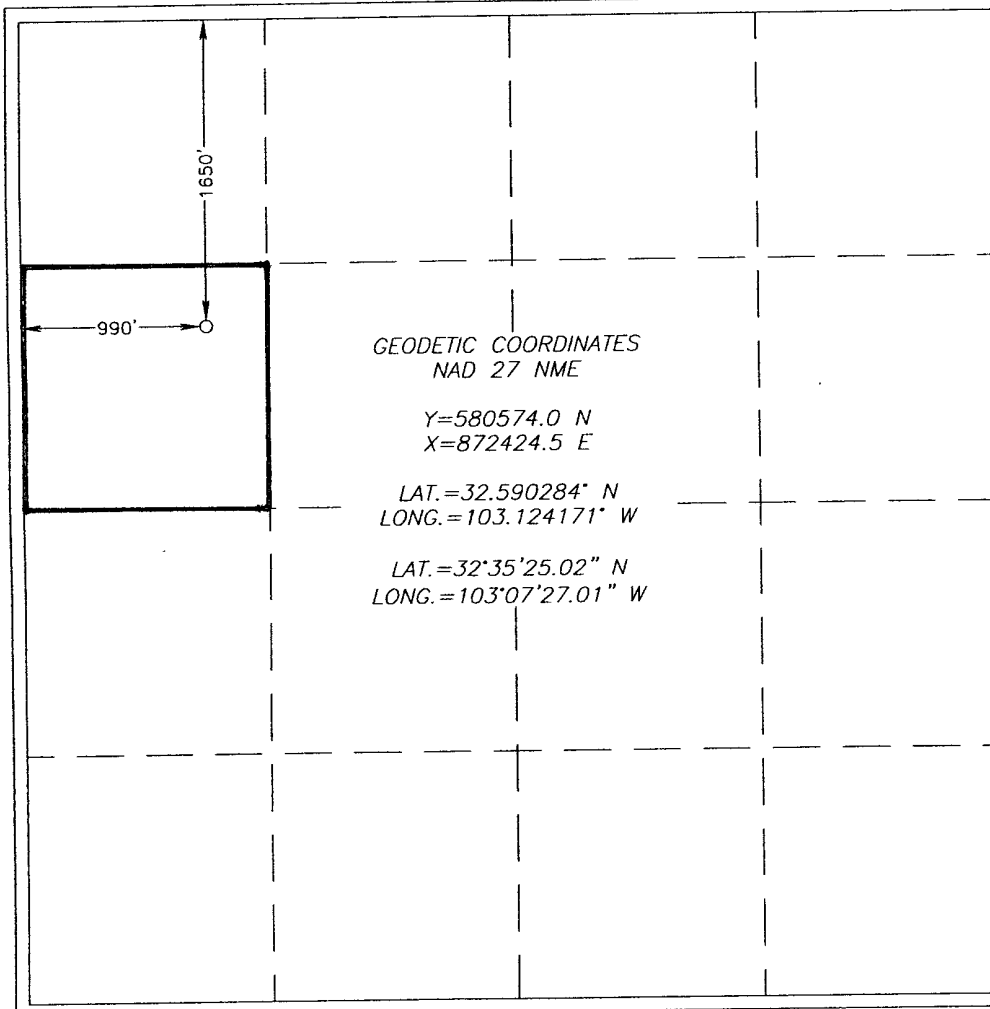 1650'
990'
GEODETIC COORDINATES
NAD 27 NME
Y=580574.0 N
X=872424.5 E
LAT.=32.590284° N
LONG.=103.124171° W
LAT.=32°35'25.02" N
LONG.=103°07'27.01" W